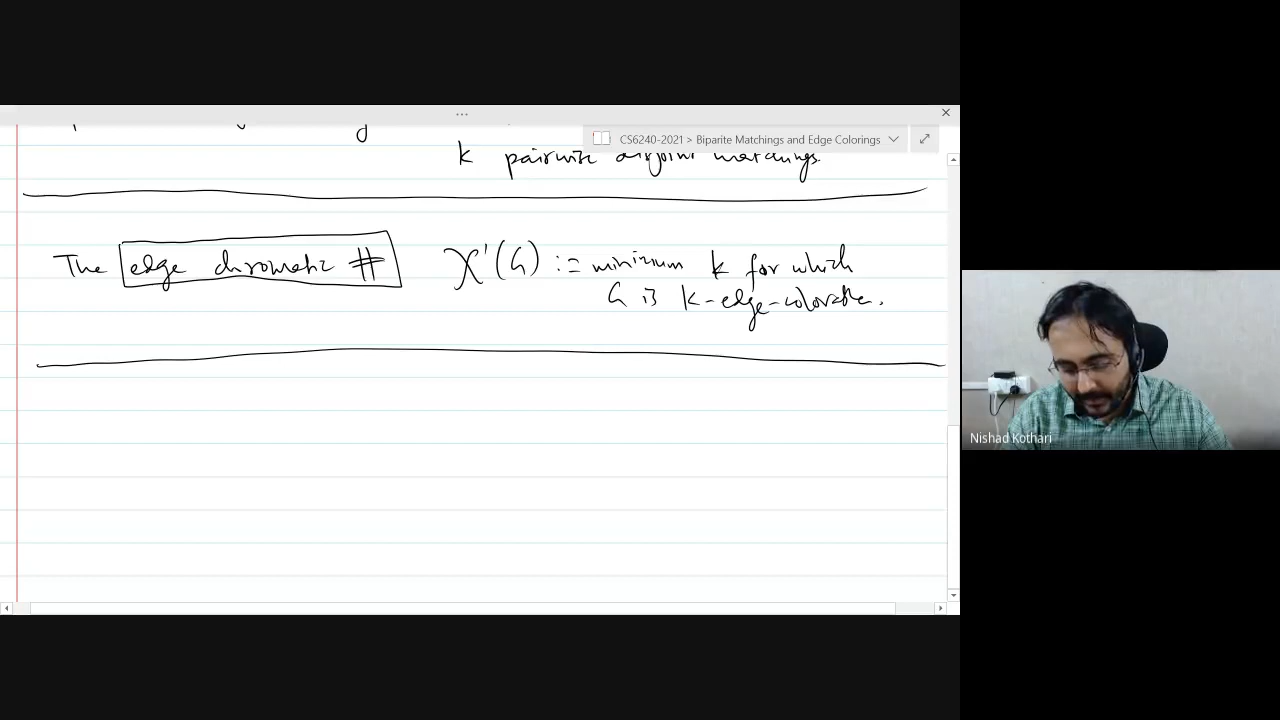 CS6240-2021 > Biparite Matchings and Edge Colorings
k pairwise disjoint matchings.
The edge chromatic # χ'(G) := minimum k for which
G is k-edge-colorable.
Nishad Kothari